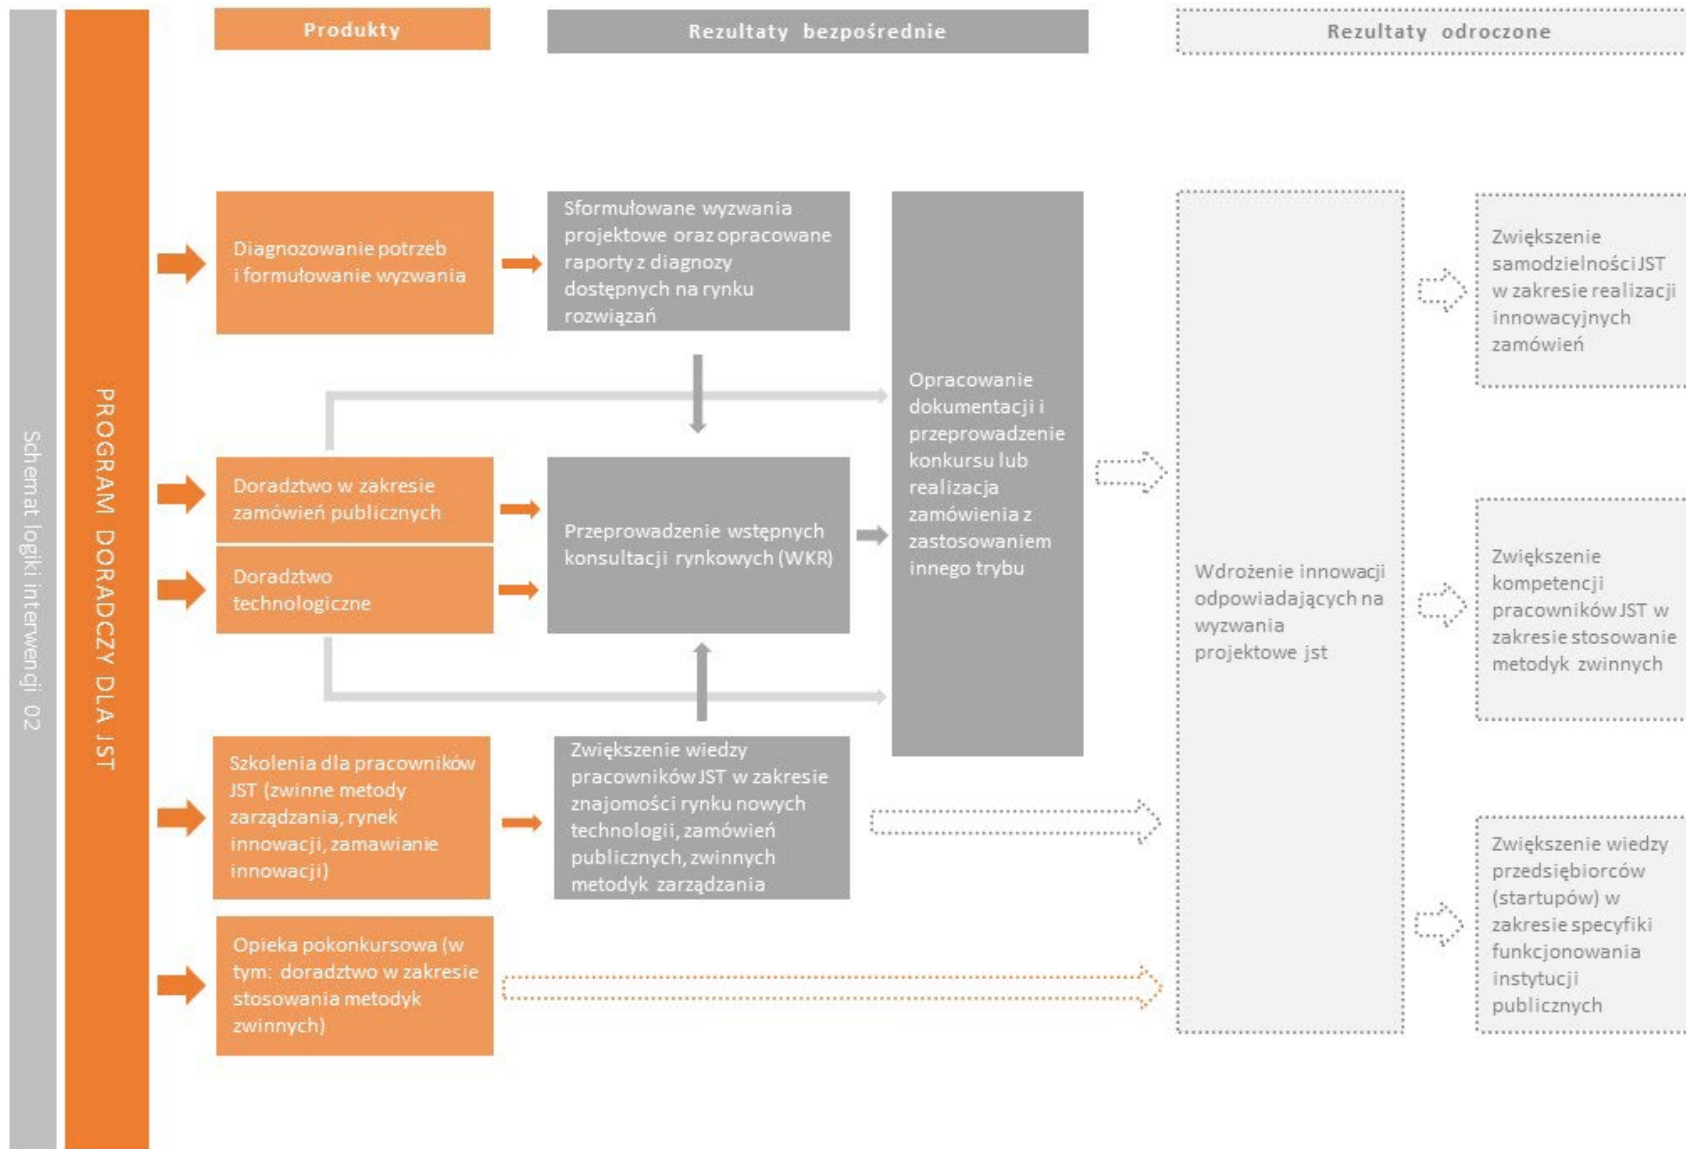 Schemat logiki interwencji 02
PROGRAM DORADCZY DLA JST
Produkty
Rezultaty bezpośrednie
Rezultaty odroczone
Diagnozowanie potrzeb
i formułowanie wyzwania
Sformułowane wyzwania
projektowe oraz opracowane
raporty z diagnozy
dostępnych na rynku
rozwiązań
Doradztwo w zakresie
zamówień publicznych
Doradztwo
technologiczne
Przeprowadzenie wstępnych
konsultacji rynkowych (WKR)
Opracowanie
dokumentacji i
przeprowadzenie
konkursu lub
realizacja
zamówienia z
zastosowaniem
innego trybu
Szkolenia dla pracowników
JST (zwinne metody
zarządzania, rynek
innowacji, zamawianie
innowacji)
Zwiększenie wiedzy
pracowników JST w zakresie
znajomości rynku nowych
technologii, zamówień
publicznych, zwinnych
metodyk zarządzania
Opieka pokonkursowa (w
tym: doradztwo w zakresie
stosowania metodyk
zwinnych)
Wdrożenie innowacji
odpowiadających na
wyzwania
projektowe jst
Zwiększenie
samodzielności JST
w zakresie realizacji
innowacyjnych
zamówień
Zwiększenie
kompetencji
pracowników JST w
zakresie stosowanie
metodyk zwinnych
Zwiększenie wiedzy
przedsiębiorców
(startupów) w
zakresie specyfiki
funkcjonowania
instytucji
publicznych